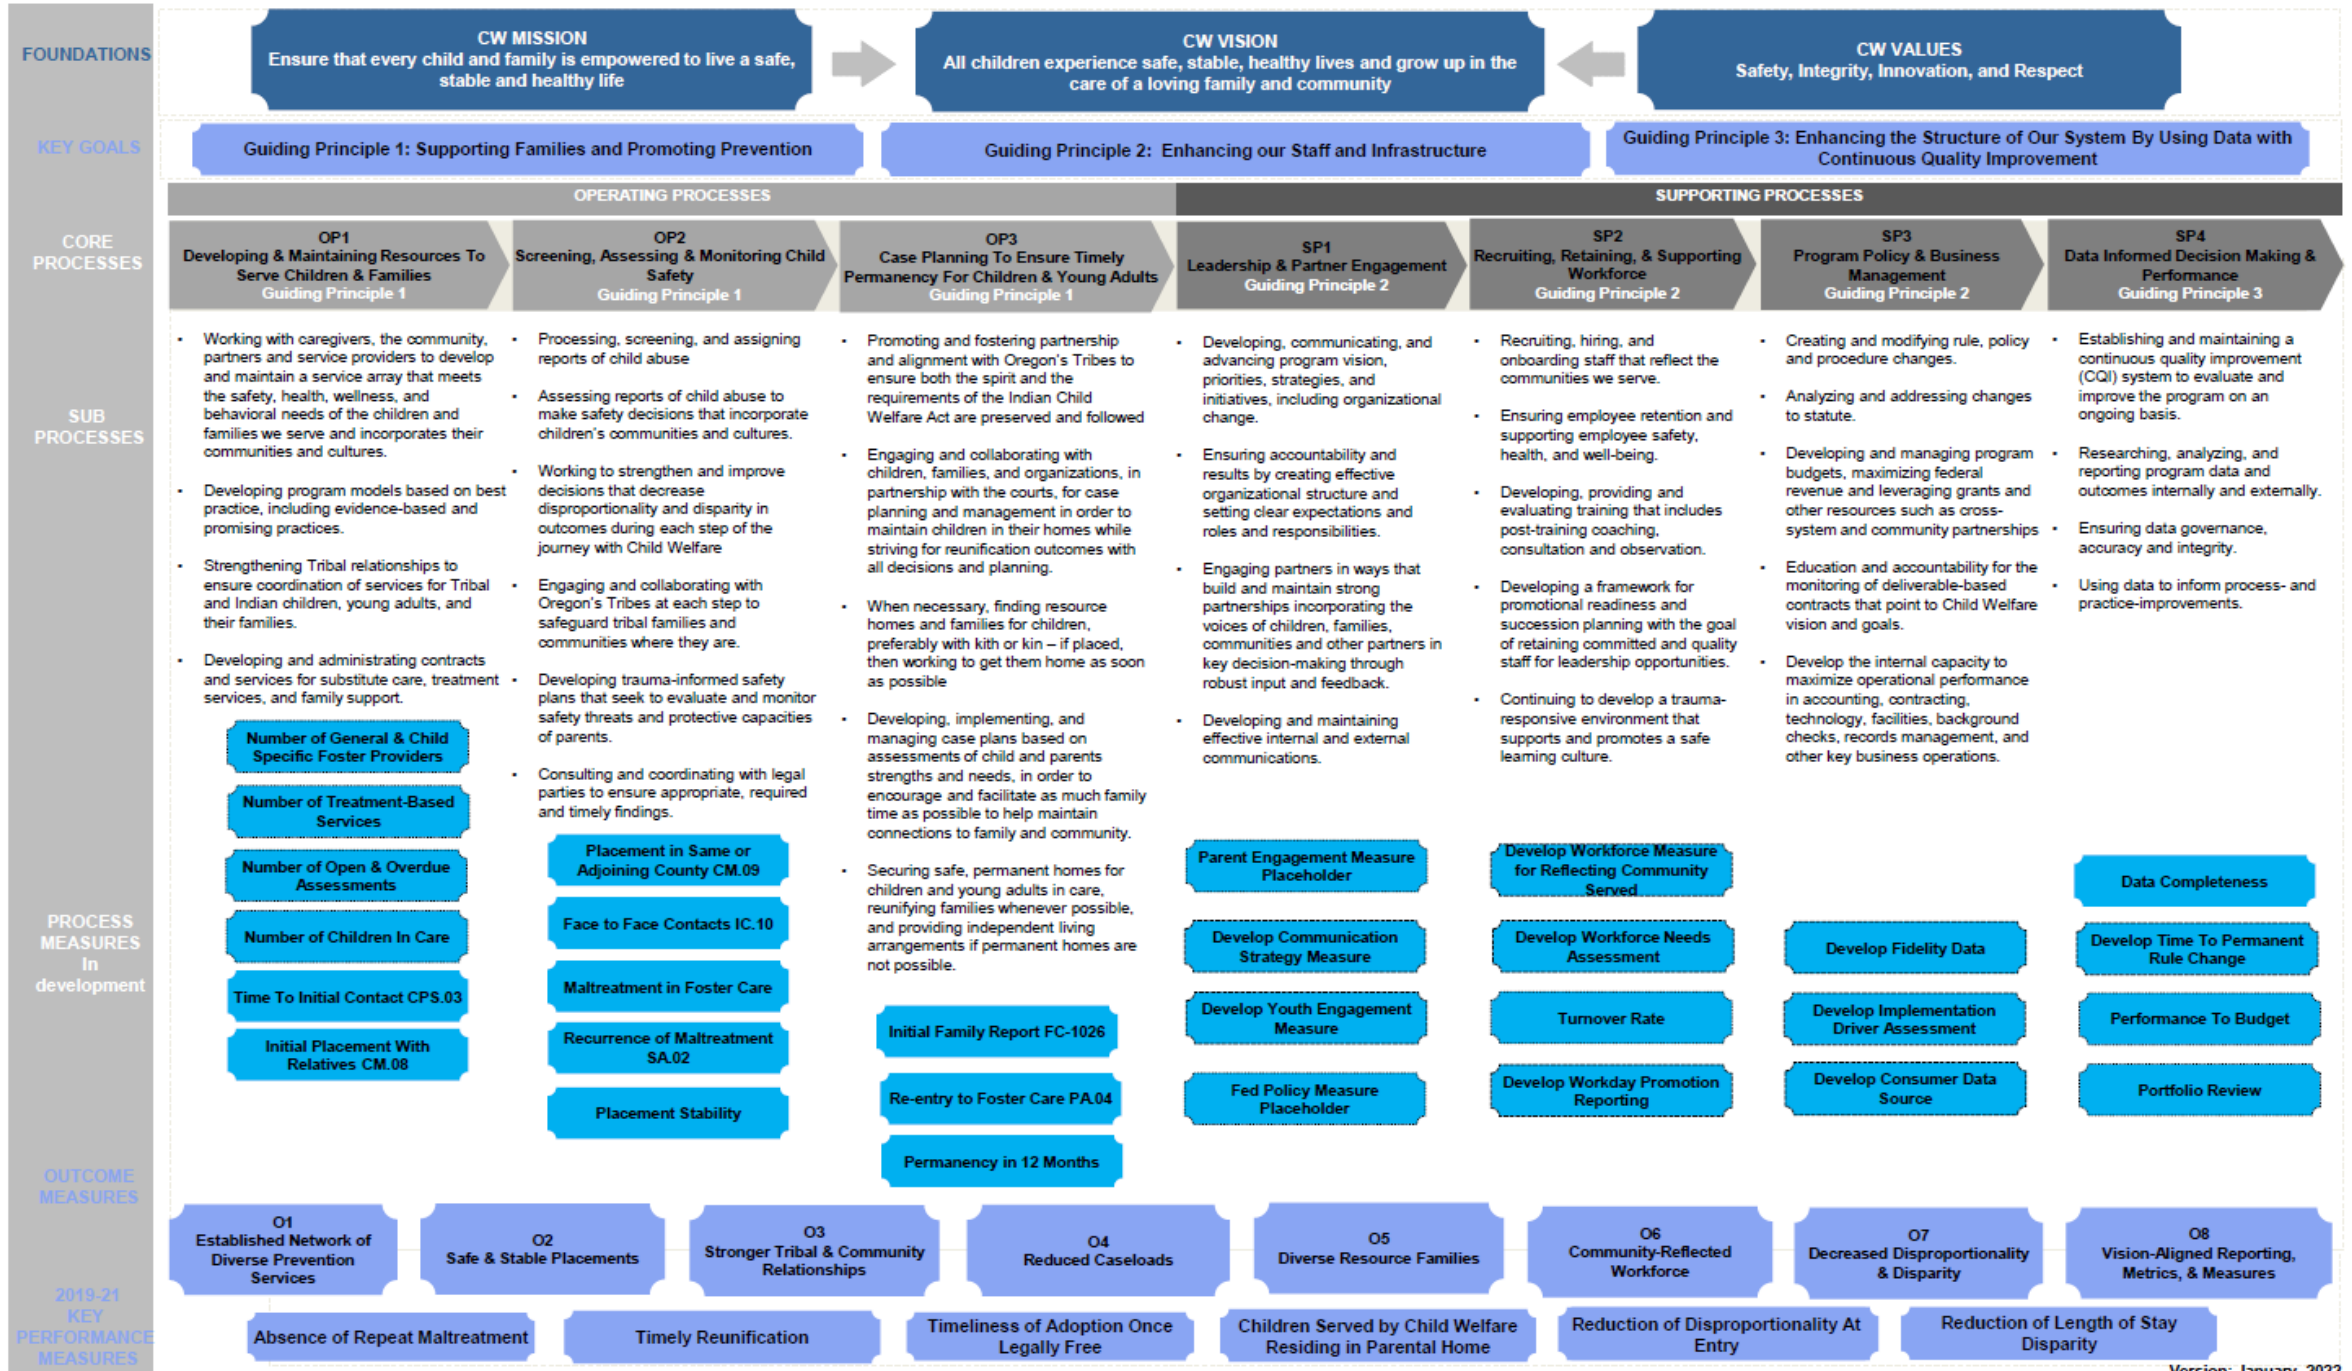 FOUNDATIONS
CW MISSION
Ensure that every child and family is empowered to live a safe,
stable and healthy life
CW VISION
All children experience safe, stable, healthy lives and grow up in the
care of a loving family and community
CW VALUES
Safety, Integrity, Innovation, and Respect
KEY GOALS
Guiding Principle 1: Supporting Families and Promoting Prevention
Guiding Principle 2: Enhancing our Staff and Infrastructure
Guiding Principle 3: Enhancing the Structure of Our System By Using Data with
Continuous Quality Improvement
OPERATING PROCESSES
SUPPORTING PROCESSES
CORE
PROCESSES
OP1
Developing & Maintaining Resources To
Serve Children & Families
Guiding Principle 1
OP2
Screening, Assessing & Monitoring Child
Safety
Guiding Principle 1
OP3
Case Planning To Ensure Timely
Permanency For Children & Young Adults
Guiding Principle 1
SP1
Leadership & Partner Engagement
Guiding Principle 2
SP2
Recruiting, Retaining, & Supporting
Workforce
Guiding Principle 2
SP3
Program Policy & Business
Management
Guiding Principle 2
SP4
Data Informed Decision Making &
Performance
Guiding Principle 3
SUB
PROCESSES
• Working with caregivers, the community,
partners and service providers to develop
and maintain a service array that meets
the safety, health, wellness, and
behavioral needs of the children and
families we serve and incorporates their
communities and cultures.
• Developing program models based on best
practice, including evidence-based and
promising practices.
• Strengthening Tribal relationships to
ensure coordination of services for Tribal
and Indian children, young adults, and
their families.
• Developing and administrating contracts
and services for substitute care, treatment
services, and family support.
• Processing, screening, and assigning
reports of child abuse
• Assessing reports of child abuse to
make safety decisions that incorporate
children's communities and cultures.
• Working to strengthen and improve
decisions that decrease
disproportionality and disparity in
outcomes during each step of the
journey with Child Welfare
• Engaging and collaborating with
Oregon's Tribes at each step to
safeguard tribal families and
communities where they are.
• Developing trauma-informed safety
plans that seek to evaluate and monitor
safety threats and protective capacities
of parents.
• Consulting and coordinating with legal
parties to ensure appropriate, required
and timely findings.
• Promoting and fostering partnership
and alignment with Oregon's Tribes to
ensure both the spirit and the
requirements of the Indian Child
Welfare Act are preserved and followed
• Engaging and collaborating with
children, families, and organizations, in
partnership with the courts, for case
planning and management in order to
maintain children in their homes while
striving for reunification outcomes with
all decisions and planning.
• When necessary, finding resource
homes and families for children,
preferably with kith or kin – if placed,
then working to get them home as soon
as possible
• Developing, implementing, and
managing case plans based on
assessments of child and parents
strengths and needs, in order to
encourage and facilitate as much family
time as possible to help maintain
connections to family and community.
• Securing safe, permanent homes for
children and young adults in care,
reunifying families whenever possible,
and providing independent living
arrangements if permanent homes are
not possible.
• Developing, communicating, and
advancing program vision,
priorities, strategies, and
initiatives, including organizational
change.
• Ensuring accountability and
results by creating effective
organizational structure and
setting clear expectations and
roles and responsibilities.
• Engaging partners in ways that
build and maintain strong
partnerships incorporating the
voices of children, families,
communities and other partners in
key decision-making through
robust input and feedback.
• Developing and maintaining
effective internal and external
communications.
• Recruiting, hiring, and
onboarding staff that reflect the
communities we serve.
• Ensuring employee retention and
supporting employee safety,
health, and well-being.
• Developing, providing and
evaluating training that includes
post-training coaching,
consultation and observation.
• Developing a framework for
promotional readiness and
succession planning with the goal
of retaining committed and quality
staff for leadership opportunities.
• Continuing to develop a trauma-
responsive environment that
supports and promotes a safe
learning culture.
• Creating and modifying rule, policy
and procedure changes.
• Analyzing and addressing changes
to statute.
• Developing and managing program
budgets, maximizing federal
revenue and leveraging grants and
other resources such as cross-
system and community partnerships
• Education and accountability for the
monitoring of deliverable-based
contracts that point to Child Welfare
vision and goals.
• Develop the internal capacity to
maximize operational performance
in accounting, contracting,
technology, facilities, background
checks, records management, and
other key business operations.
• Establishing and maintaining a
continuous quality improvement
(CQI) system to evaluate and
improve the program on an
ongoing basis.
• Researching, analyzing, and
reporting program data and
outcomes internally and externally.
• Ensuring data governance,
accuracy and integrity.
• Using data to inform process- and
practice-improvements.
PROCESS
MEASURES
In
development
Number of General & Child
Specific Foster Providers
Number of Treatment-Based
Services
Number of Open & Overdue
Assessments
Number of Children In Care
Time To Initial Contact CPS.03
Initial Placement With
Relatives CM.08
Placement in Same or
Adjoining County CM.09
Face to Face Contacts IC.10
Maltreatment in Foster Care
Recurrence of Maltreatment
SA.02
Placement Stability
Initial Family Report FC-1026
Re-entry to Foster Care PA.04
Permanency in 12 Months
Parent Engagement Measure
Placeholder
Develop Communication
Strategy Measure
Develop Youth Engagement
Measure
Fed Policy Measure
Placeholder
Develop Workforce Measure
for Reflecting Community
Served
Develop Workforce Needs
Assessment
Turnover Rate
Develop Workday Promotion
Reporting
Develop Fidelity Data
Develop Implementation
Driver Assessment
Develop Consumer Data
Source
Data Completeness
Develop Time To Permanent
Rule Change
Performance To Budget
Portfolio Review
OUTCOME
MEASURES
O1
Established Network of
Diverse Prevention
Services
O2
Safe & Stable Placements
O3
Stronger Tribal & Community
Relationships
O4
Reduced Caseloads
O5
Diverse Resource Families
O6
Community-Reflected
Workforce
O7
Decreased Disproportionality
& Disparity
O8
Vision-Aligned Reporting,
Metrics, & Measures
2019-21
KEY
PERFORMANCE
MEASURES
Absence of Repeat Maltreatment
Timely Reunification
Timeliness of Adoption Once
Legally Free
Children Served by Child Welfare
Residing in Parental Home
Reduction of Disproportionality At
Entry
Reduction of Length of Stay
Disparity
Version: January, 2022